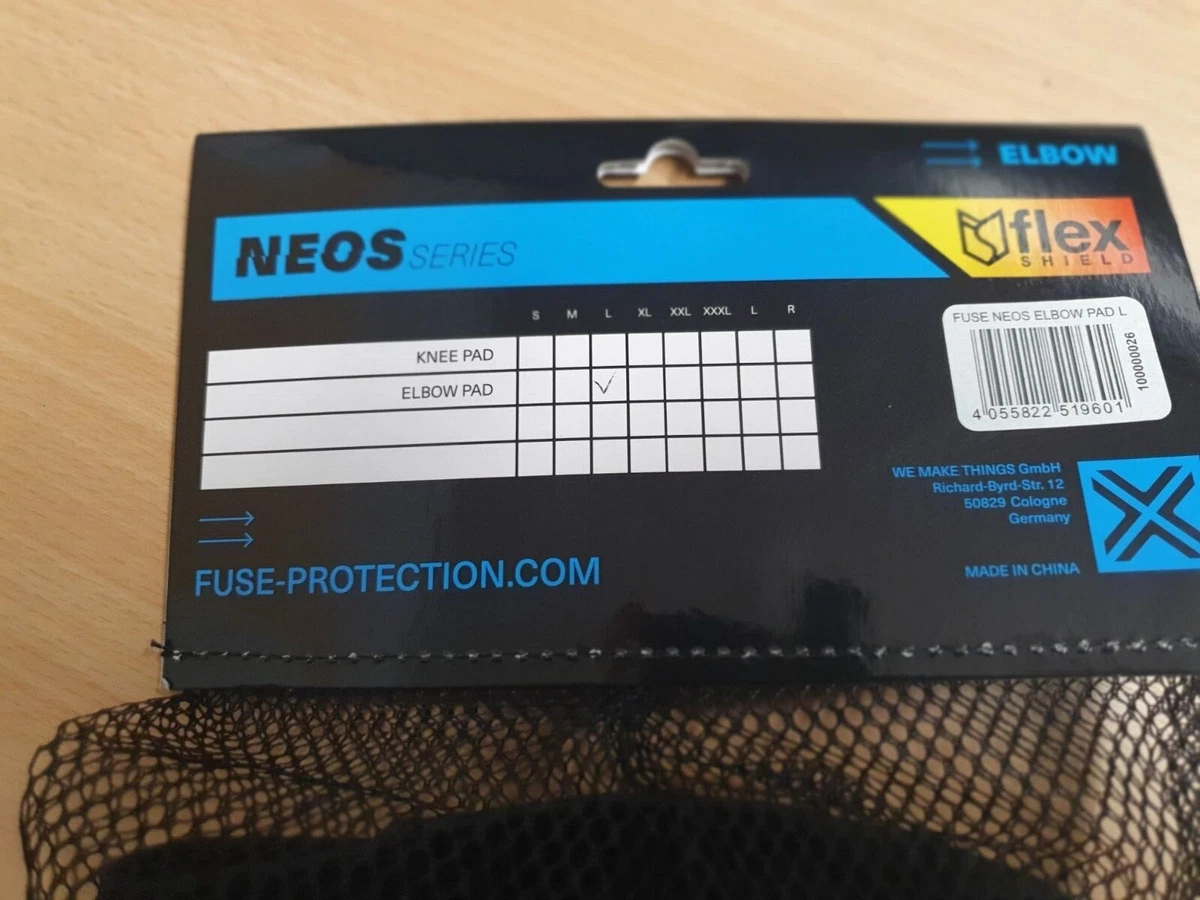 ELBOW
NEOS SERIES
flex
SHIELD
S M L XL XXL XXXL L R
KNEE PAD
ELBOW PAD
FUSE NEOS ELBOW PAD L
100000026
4 055822 519601
WE MAKE THINGS GmbH
Richard-Byrd-Str. 12
50829 Cologne
Germany
MADE IN CHINA
FUSE-PROTECTION.COM